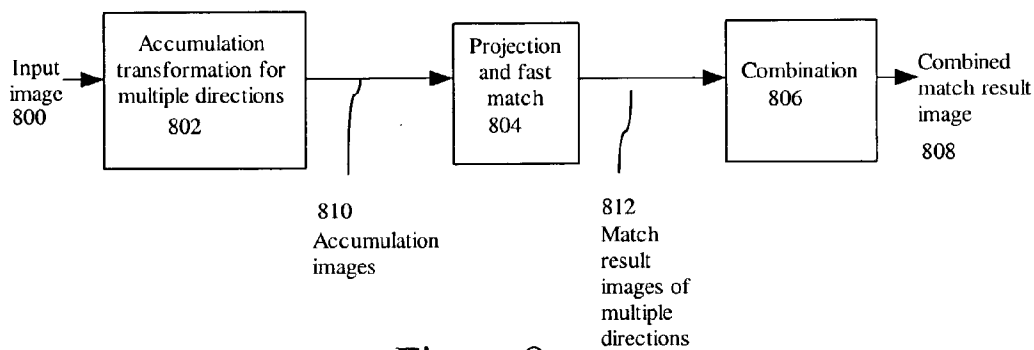 Input
image
800
Accumulation
transformation for
multiple directions
802
Projection
and fast
match
804
Combination
806
Combined
match result
image
808
810
Accumulation
images
812
Match
result
images of
multiple
directions
Figure